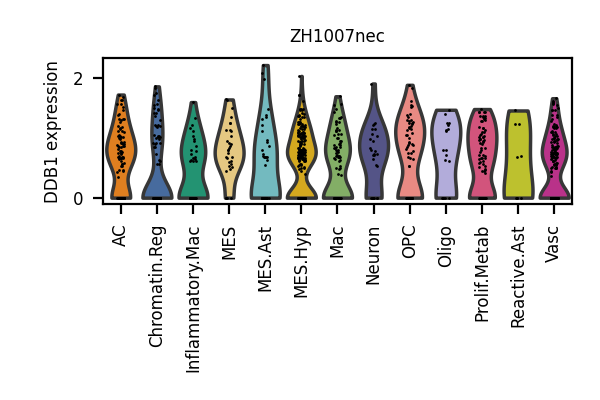 ZH1007nec
DDB1 expression
2
0
AC
Chromatin.Reg
Inflammatory.Mac
MES
MES.Ast
MES.Hyp
Mac
Neuron
OPC
Oligo
Prolif.Metab
Reactive.Ast
Vasc